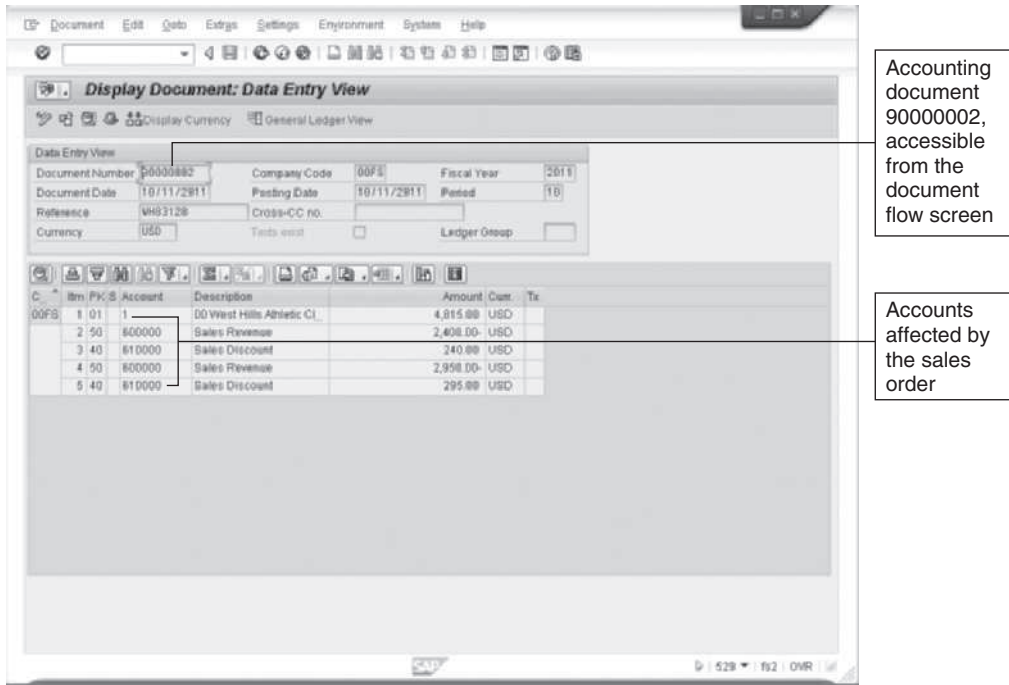 Document Edit Goto Extras Settings Environment System Help
Display Document: Data Entry View
Display Currency General Ledger View
Data Entry View
Document Number 90000002 Company Code 00FS Fiscal Year 2011
Document Date 10/11/2011 Posting Date 10/11/2011 Period 10
Reference WH83128 Cross-CC no.
Currency USD Texts exist Ledger Group
C.. Itm PK S Account Description Amount Curr. Tx
00FS 1 01 1 00 West Hills Athletic Cl.. 4,815.00 USD
2 50 600000 Sales Revenue 2,400.00- USD
3 40 610000 Sales Discount 240.00 USD
4 50 600000 Sales Revenue 2,950.00- USD
5 40 610000 Sales Discount 295.00 USD
SAP 529 fs2 OVR
Accounting
document
90000002,
accessible
from the
document
flow screen
Accounts
affected by
the sales
order